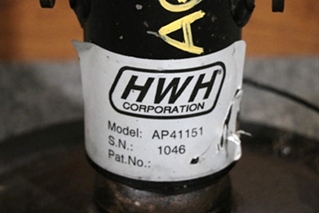 HWH
CORPORATION
Model: AP41151
S.N.: 1046
Pat.No.: